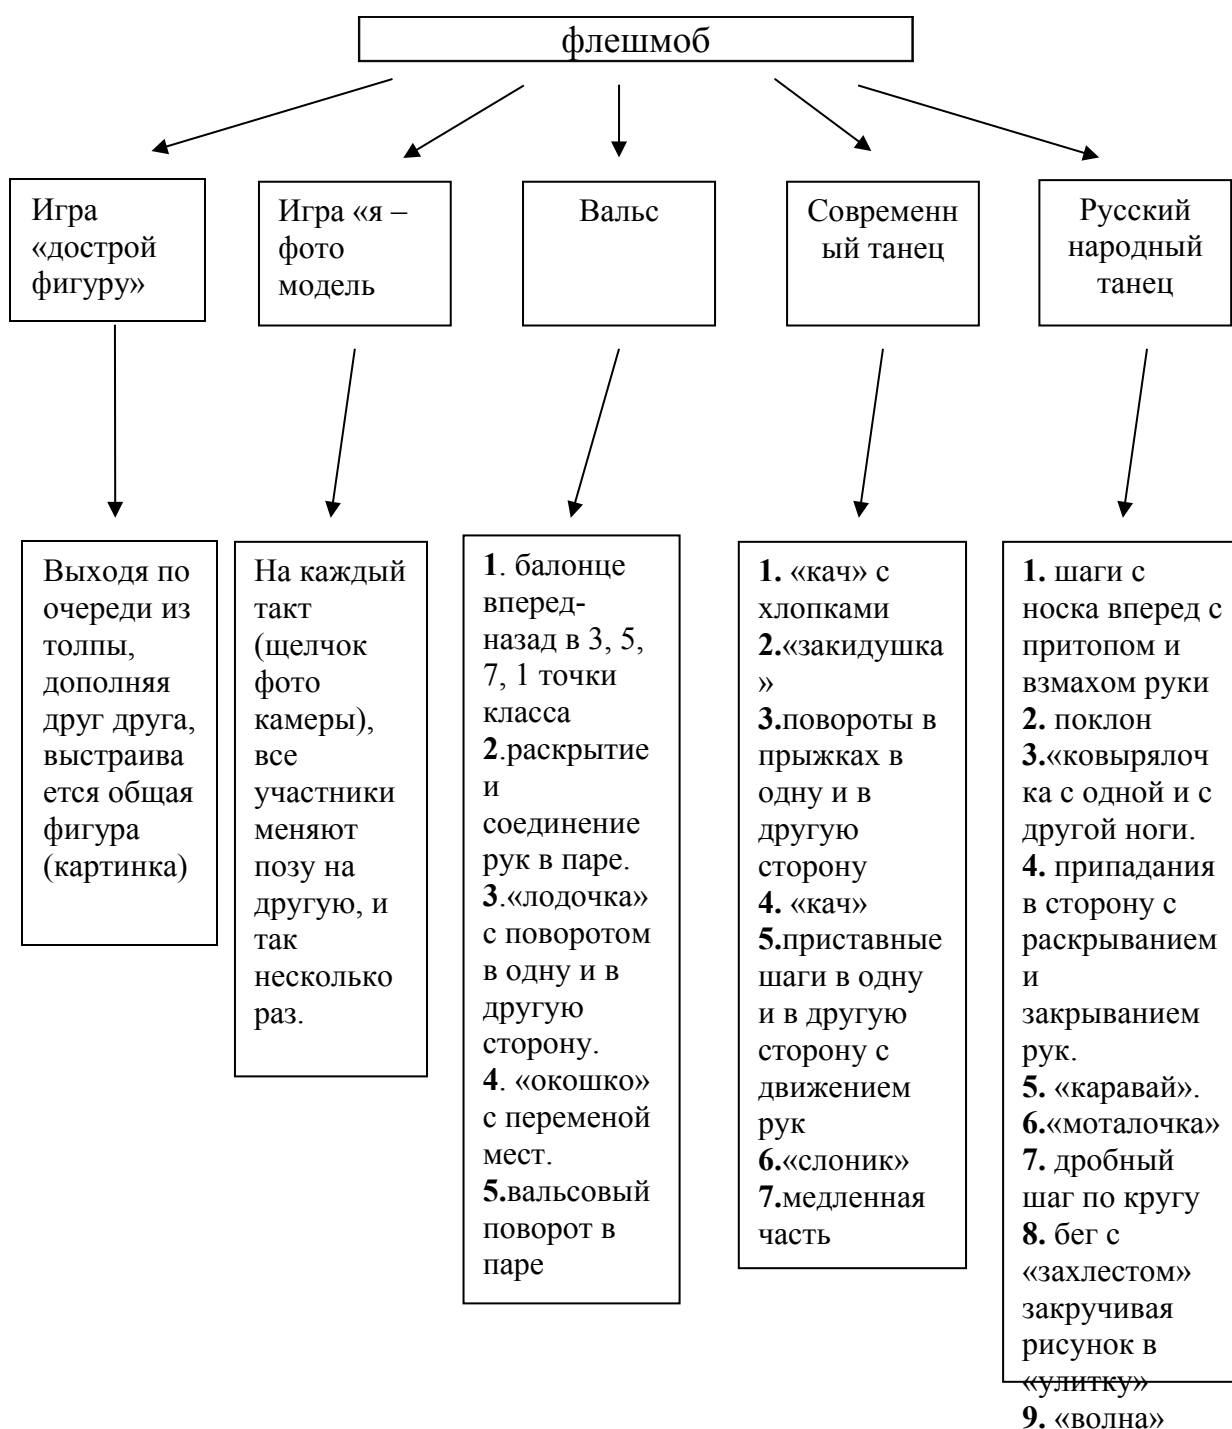 флешмоб
Игра
«дострой
фигуру»
Игра «я –
фото
модель
Вальс
Современн
ый танец
Русский
народный
танец
Выходя по
очереди из
толпы,
дополняя
друг друга,
выстраива
ется общая
фигура
(картинка)
На каждый
такт
(щелчок
фото
камеры),
все
участники
меняют
позу на
другую, и
так
несколько
раз.
1. балонце
вперед-
назад в 3, 5,
7, 1 точки
класса
2.раскрытие
и
соединение
рук в паре.
3.«лодочка»
с поворотом
в одну и в
другую
сторону.
4. «окошко»
с переменой
мест.
5.вальсовый
поворот в
паре
1. «кач» с
хлопками
2.«закидушка
»
3.повороты в
прыжках в
одну и в
другую
сторону
4. «кач»
5.приставные
шаги в одну
и в другую
сторону с
движением
рук
6.«слоник»
7.медленная
часть
1. шаги с
носка вперед с
притопом и
взмахом руки
2. поклон
3.«ковырялоч
ка с одной и с
другой ноги.
4. припадания
в сторону с
раскрыванием
и
закрыванием
рук.
5. «каравай».
6.«моталочка»
7. дробный
шаг по кругу
8. бег с
«захлестом»
закручивая
рисунок в
«улитку»
9. «волна»